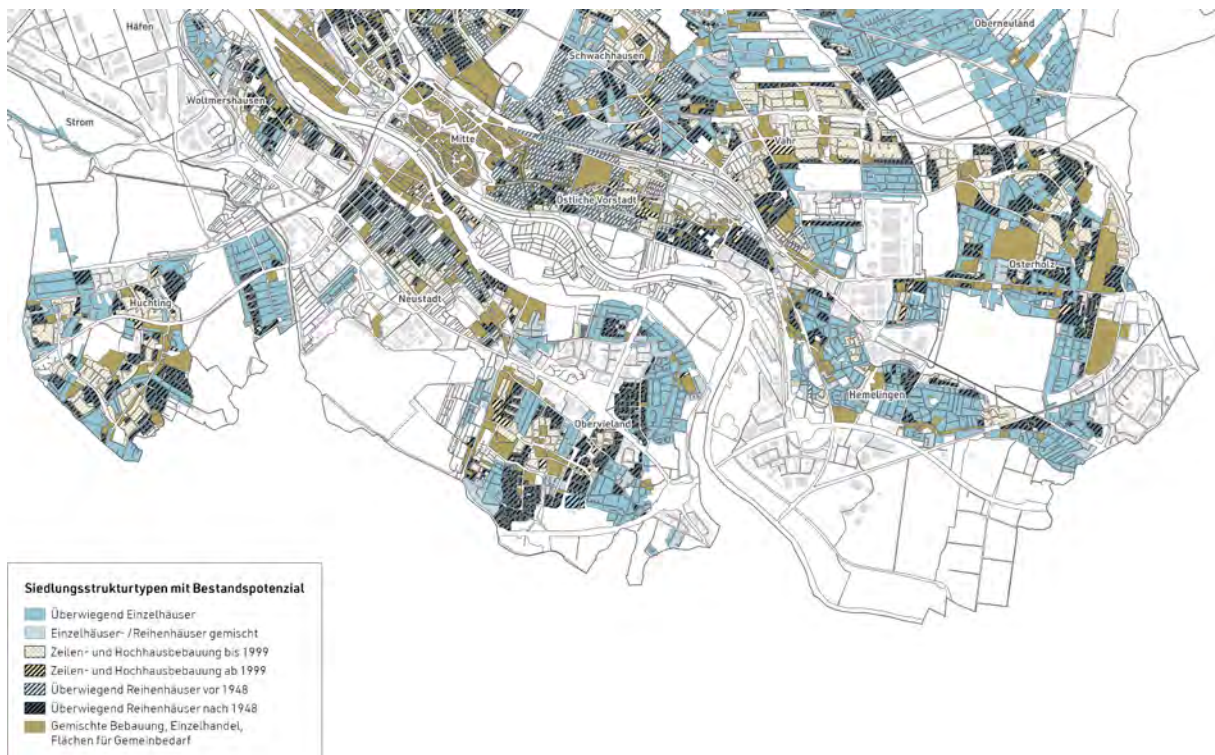 Häfen
Oberneuland
Schwachhausen
Woltmershausen
Strom
Mitte
Vahr
Östliche Vorstadt
Osterholz
Huchting
Neustadt
Hemelingen
Obervieland
Siedlungsstrukturtypen mit Bestandspotenzial
Überwiegend Einzelhäuser
Einzelhäuser- /Reihenhäuser gemischt
Zeilen- und Hochhausbebauung bis 1999
Zeilen- und Hochhausbebauung ab 1999
Überwiegend Reihenhäuser vor 1948
Überwiegend Reihenhäuser nach 1948
Gemischte Bebauung, Einzelhandel,
Flächen für Gemeinbedarf